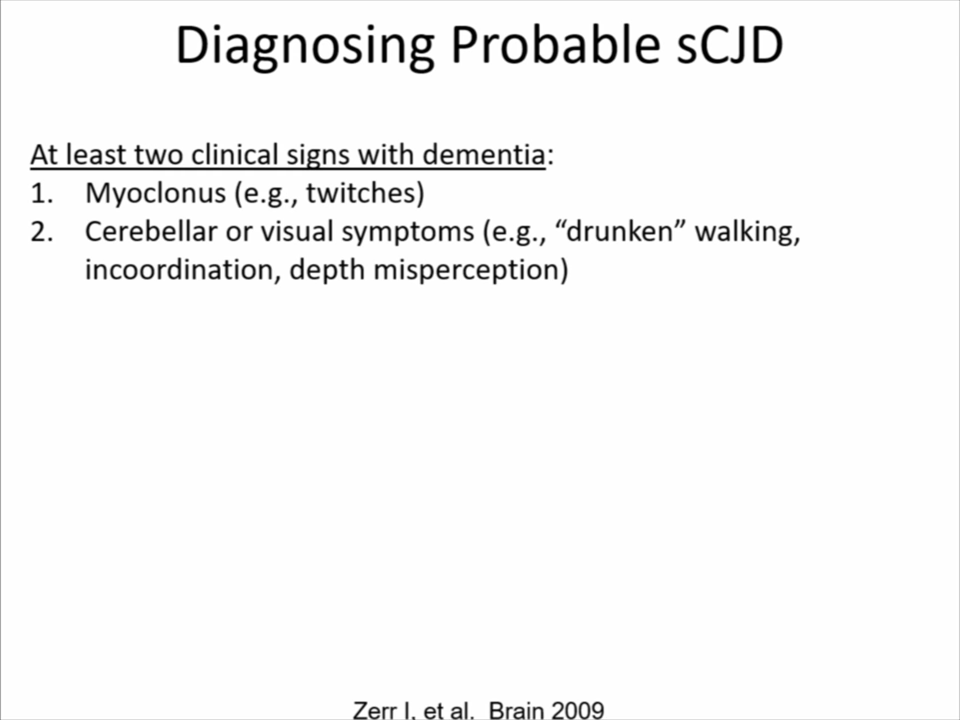 Diagnosing Probable sCJD
At least two clinical signs with dementia:
1. Myoclonus (e.g., twitches)
2. Cerebellar or visual symptoms (e.g., “drunken” walking,
incoordination, depth misperception)
Zerr I, et al. Brain 2009